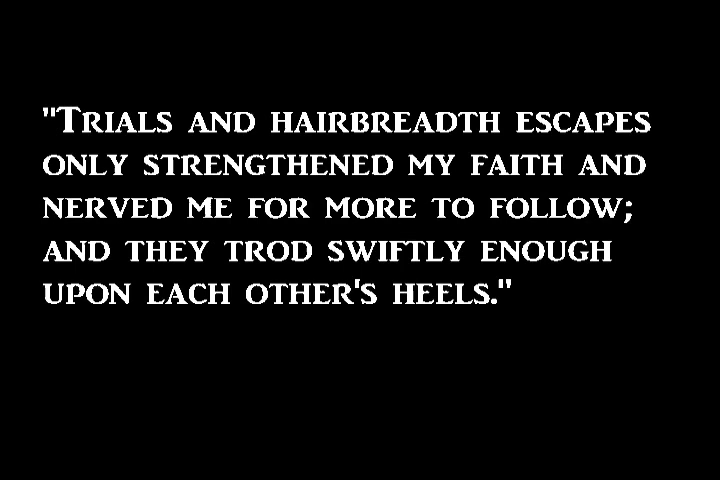 "Trials and hairbreadth escapes
only strengthened my faith and
nerved me for more to follow;
and they trod swiftly enough
upon each other's heels."